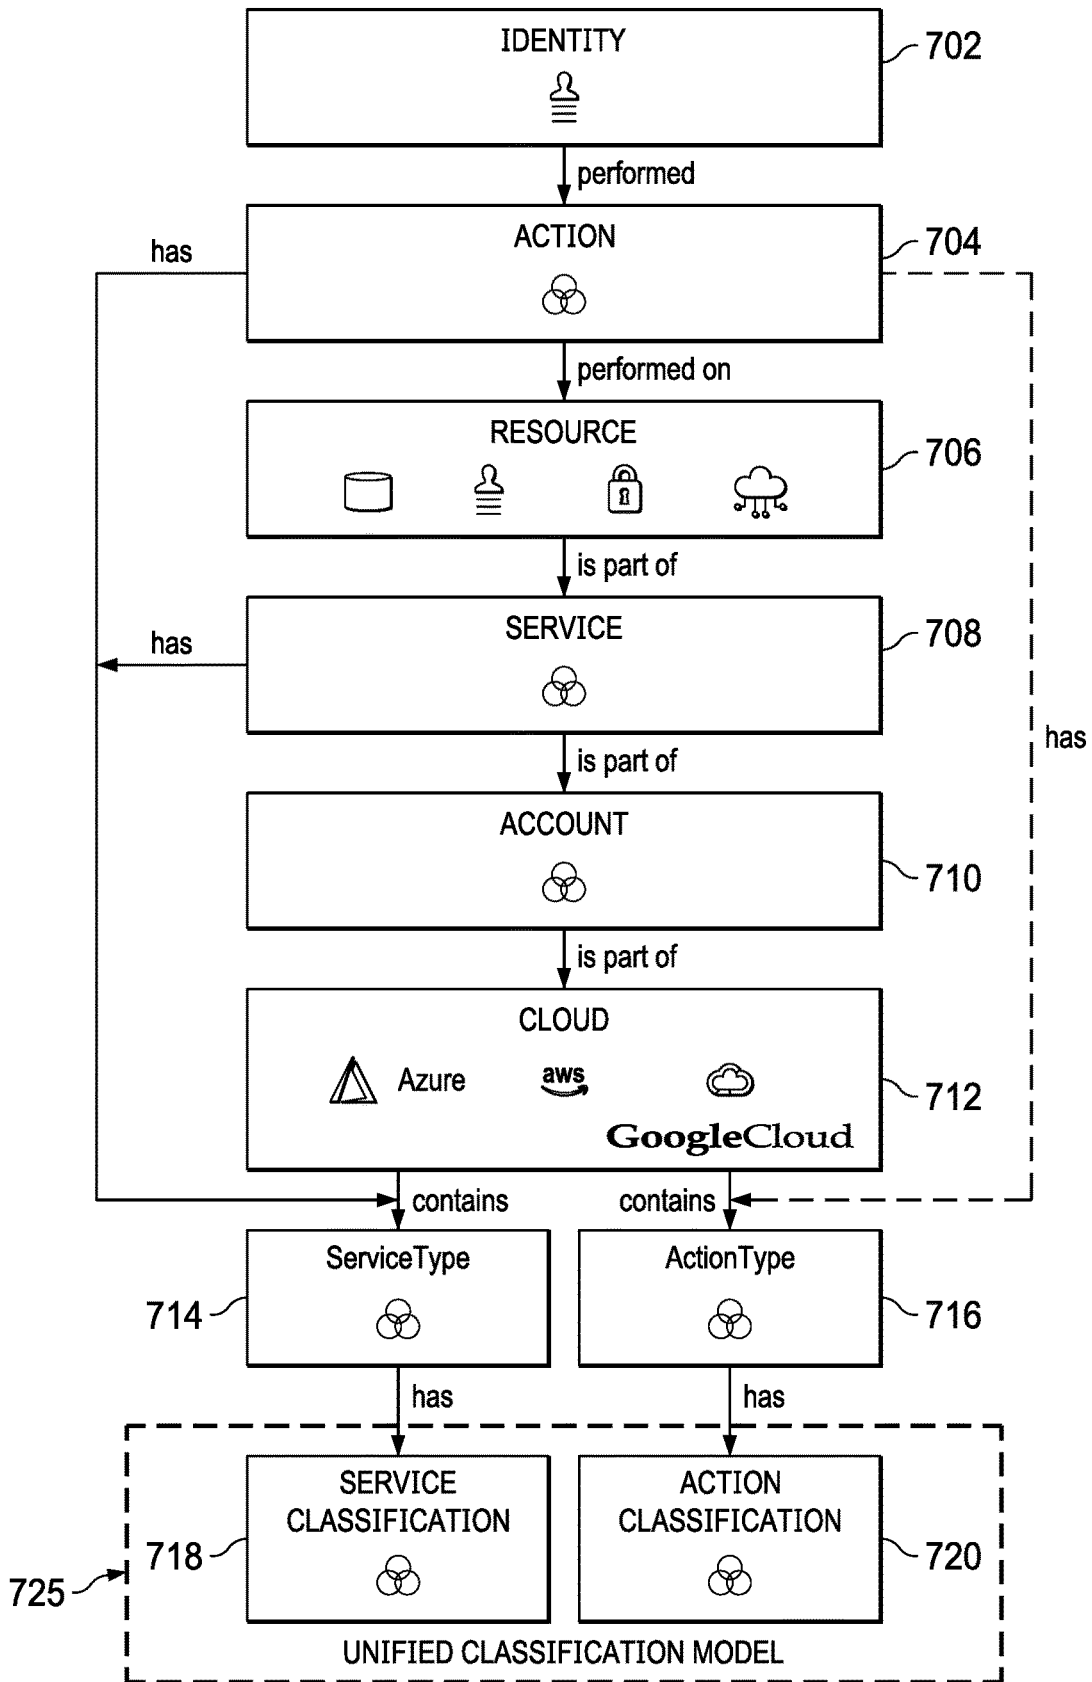 IDENTITY
702
performed
ACTION
704
has
performed on
RESOURCE
706
is part of
SERVICE
708
has
has
is part of
ACCOUNT
710
is part of
CLOUD
Azure
aws
712
GoogleCloud
contains
contains
ServiceType
ActionType
714
716
has
has
SERVICE
CLASSIFICATION
ACTION
CLASSIFICATION
718
720
725
UNIFIED CLASSIFICATION MODEL